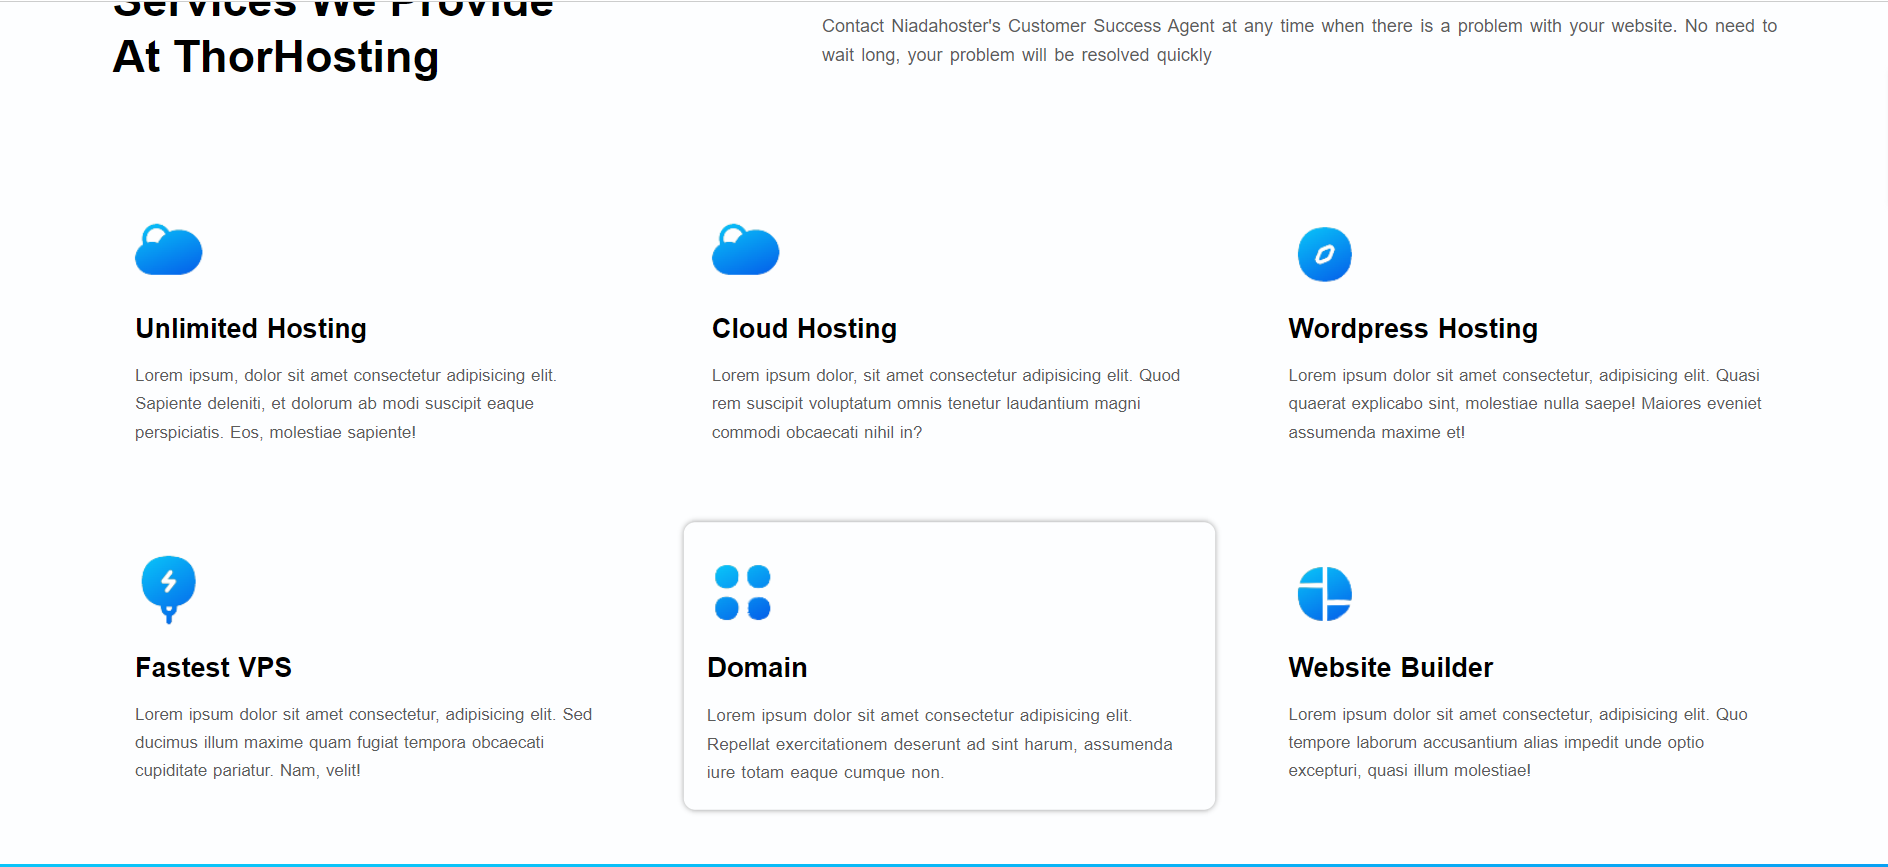 Services We Provide
At ThorHosting
Contact Niadahoster's Customer Success Agent at any time when there is a problem with your website. No need to
wait long, your problem will be resolved quickly
Unlimited Hosting
Lorem ipsum, dolor sit amet consectetur adipisicing elit.
Sapiente deleniti, et dolorum ab modi suscipit eaque
perspiciatis. Eos, molestiae sapiente!
Cloud Hosting
Lorem ipsum dolor, sit amet consectetur adipisicing elit. Quod
rem suscipit voluptatum omnis tenetur laudantium magni
commodi obcaecati nihil in?
Wordpress Hosting
Lorem ipsum dolor sit amet consectetur, adipisicing elit. Quasi
quaerat explicabo sint, molestiae nulla saepe! Maiores eveniet
assumenda maxime et!
Fastest VPS
Lorem ipsum dolor sit amet consectetur, adipisicing elit. Sed
ducimus illum maxime quam fugiat tempora obcaecati
cupiditate pariatur. Nam, velit!
Domain
Lorem ipsum dolor sit amet consectetur adipisicing elit.
Repellat exercitationem deserunt ad sint harum, assumenda
iure totam eaque cumque non.
Website Builder
Lorem ipsum dolor sit amet consectetur, adipisicing elit. Quo
tempore laborum accusantium alias impedit unde optio
excepturi, quasi illum molestiae!